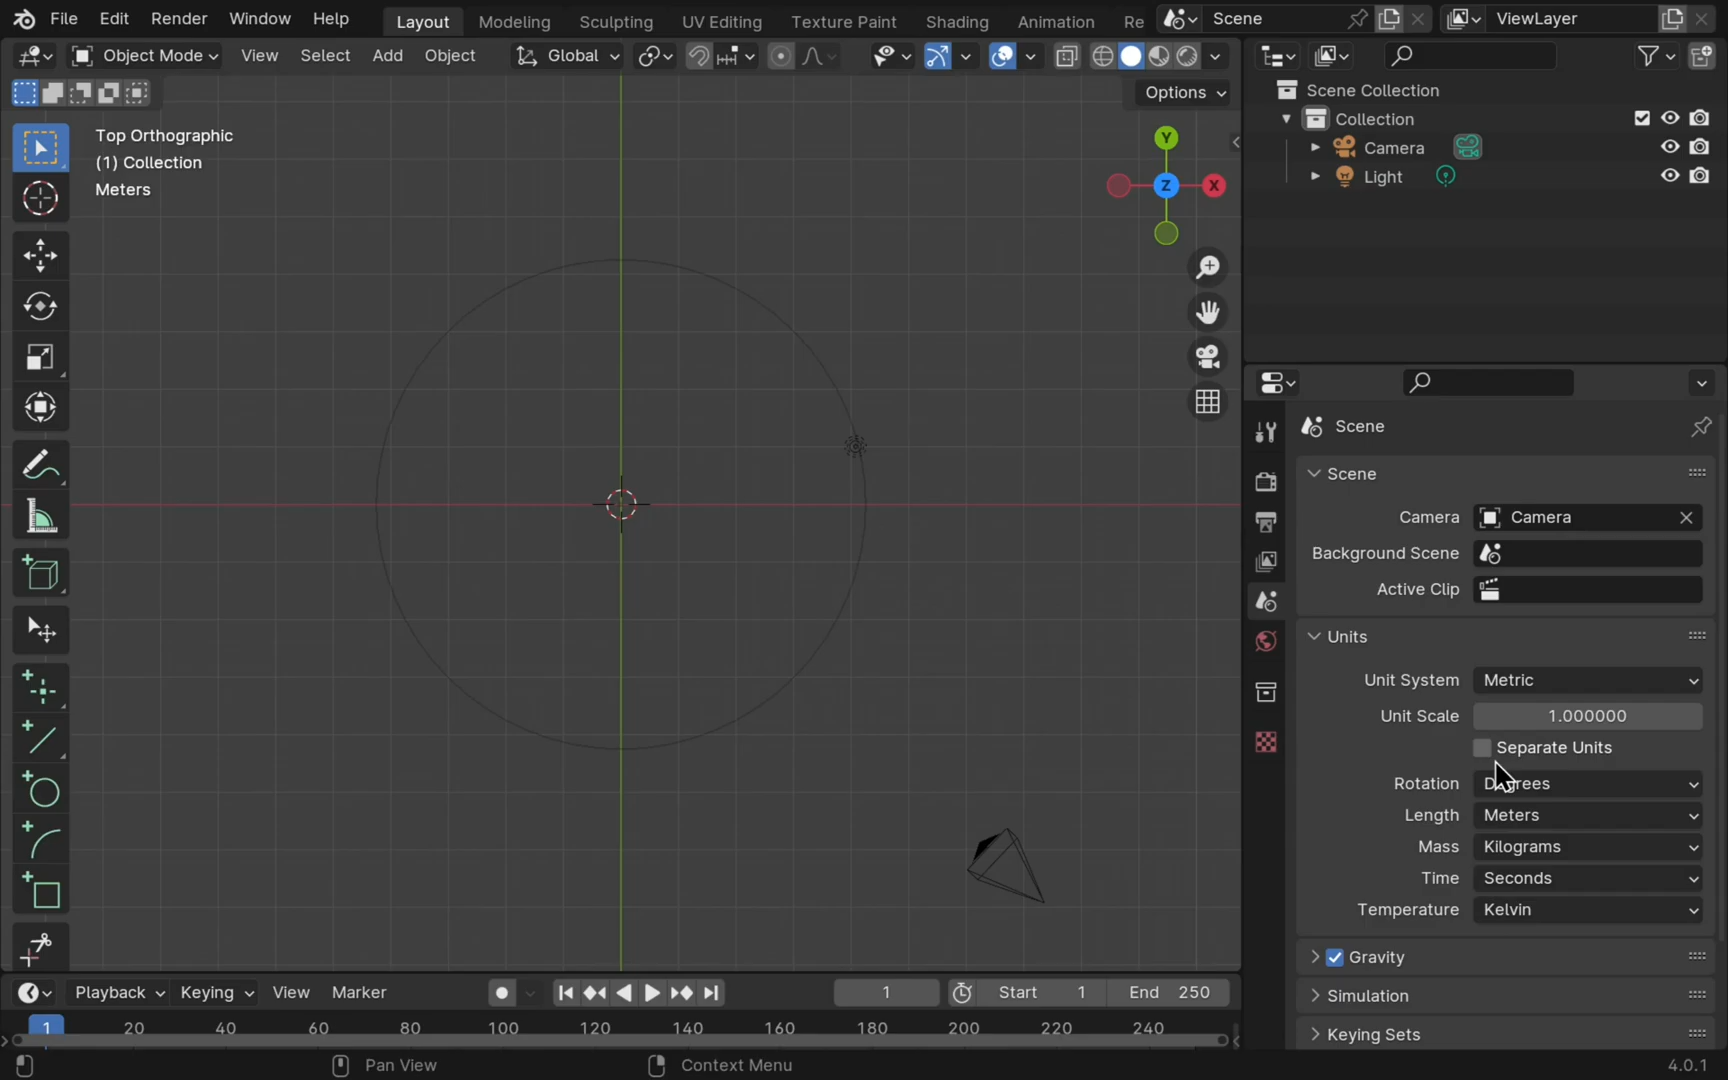 File Edit Render Window Help Layout Modeling Sculpting UV Editing Texture Paint Shading Animation Re Scene ViewLayer
Object Mode View Select Add Object Global
Options
Top Orthographic
(1) Collection
Meters
Y
Z
X
Scene Collection
Collection
Camera
Light
Scene
Scene
Camera Camera
Background Scene
Active Clip
Units
Unit System Metric
Unit Scale 1.000000
Separate Units
Rotation
Length Meters
Mass Kilograms
Time Seconds
Temperature Kelvin
Gravity
Simulation
Keying Sets
Playback Keying View Marker 1 Start 1 End 250
1 20 40 60 80 100 120 140 160 180 200 220 240
Pan View Context Menu 4.0.1